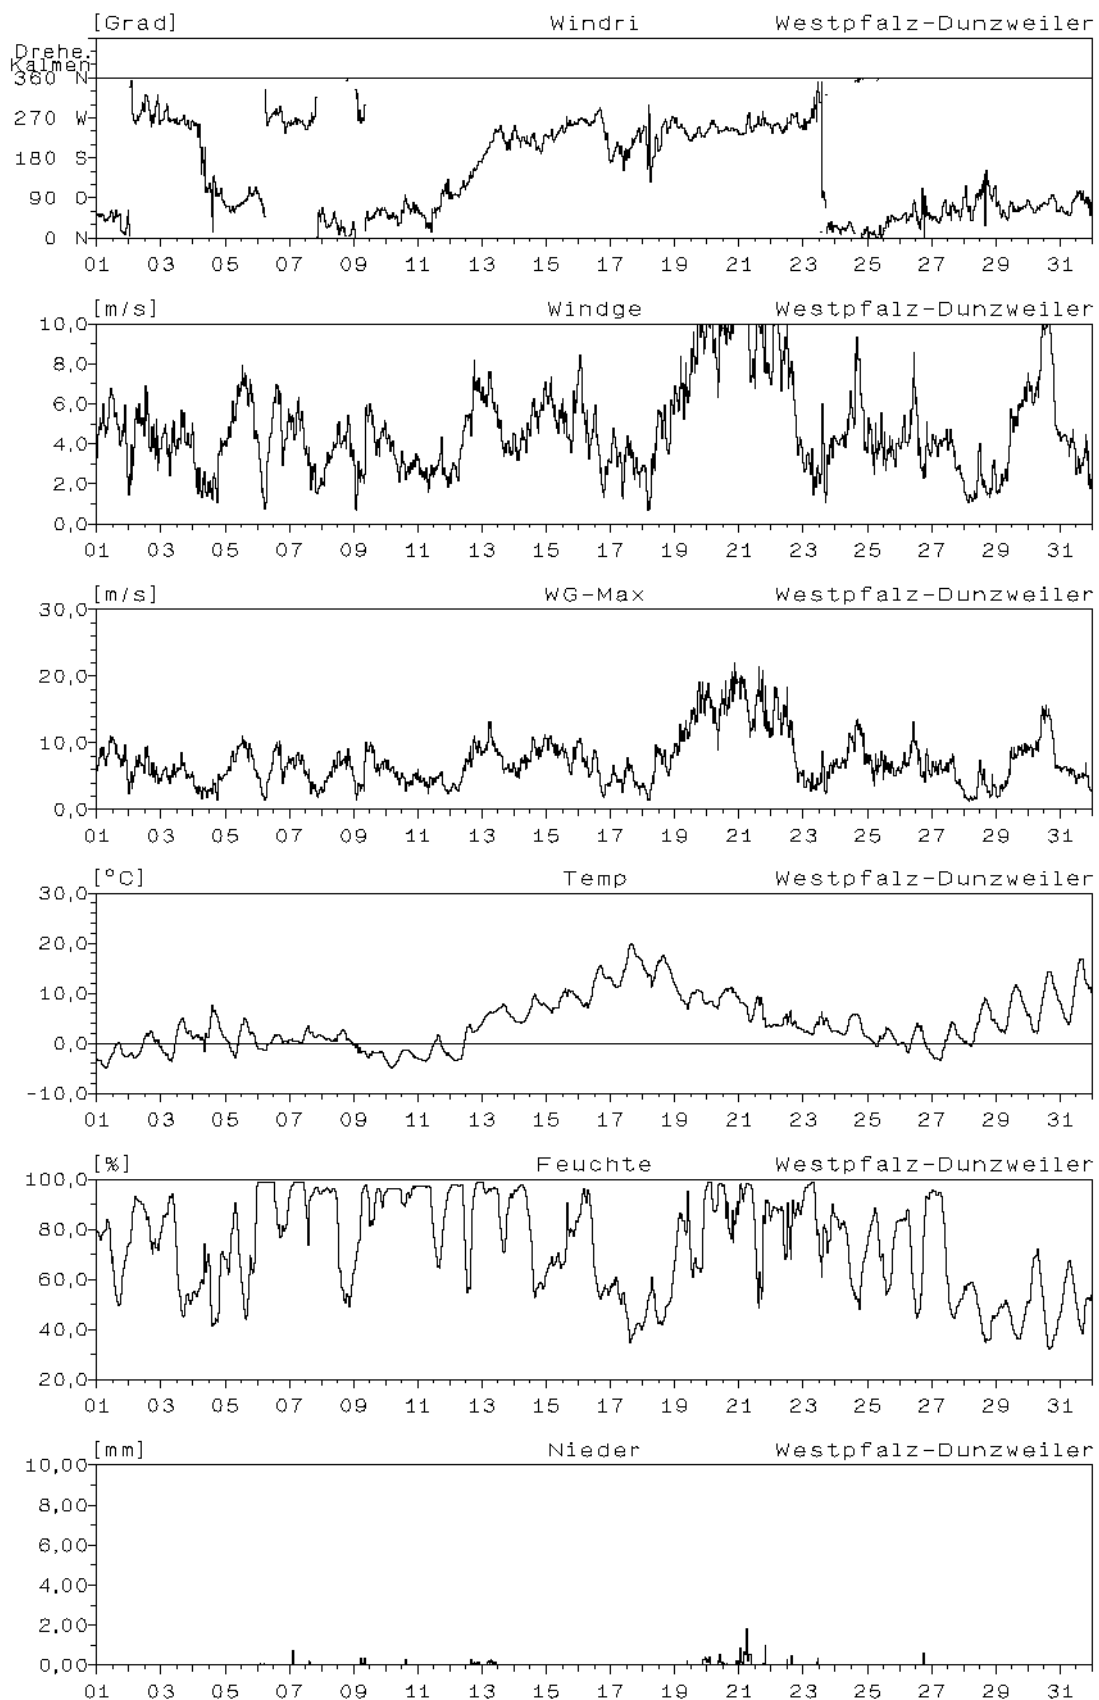 [Grad] Windri Westpfalz-Dunzweiler
Drehe.
Kalmen
360 N
270 W
180 S
90 O
0 N
01 03 05 07 09 11 13 15 17 19 21 23 25 27 29 31
[m/s] Windge Westpfalz-Dunzweiler
10,0
8,0
6,0
4,0
2,0
0,0
01 03 05 07 09 11 13 15 17 19 21 23 25 27 29 31
[m/s] WG-Max Westpfalz-Dunzweiler
30,0
20,0
10,0
0,0
01 03 05 07 09 11 13 15 17 19 21 23 25 27 29 31
[°C] Temp Westpfalz-Dunzweiler
30,0
20,0
10,0
0,0
-10,0
01 03 05 07 09 11 13 15 17 19 21 23 25 27 29 31
[%] Feuchte Westpfalz-Dunzweiler
100,0
80,0
60,0
40,0
20,0
01 03 05 07 09 11 13 15 17 19 21 23 25 27 29 31
[mm] Nieder Westpfalz-Dunzweiler
10,00
8,00
6,00
4,00
2,00
0,00
01 03 05 07 09 11 13 15 17 19 21 23 25 27 29 31